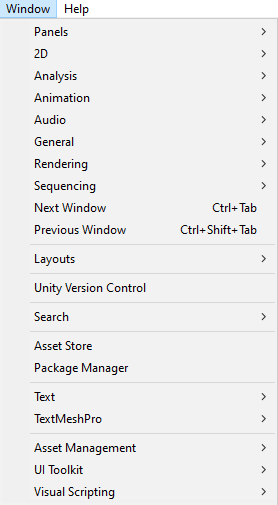 Window Help
Panels
2D
Analysis
Animation
Audio
General
Rendering
Sequencing
Next Window Ctrl+Tab
Previous Window Ctrl+Shift+Tab
Layouts
Unity Version Control
Search
Asset Store
Package Manager
Text
TextMeshPro
Asset Management
UI Toolkit
Visual Scripting